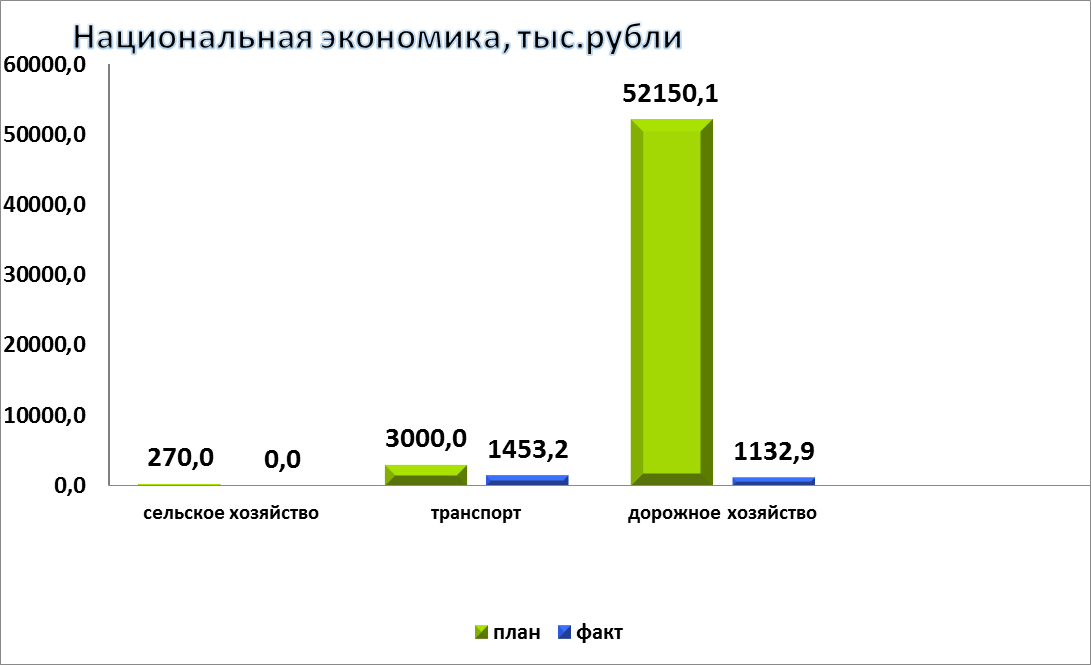 Национальная экономика, тыс.рубли
60000,0
50000,0
40000,0
30000,0
20000,0
10000,0
0,0
270,0
0,0
3000,0
1453,2
52150,1
1132,9
сельское хозяйство
транспорт
дорожное хозяйство
план
факт